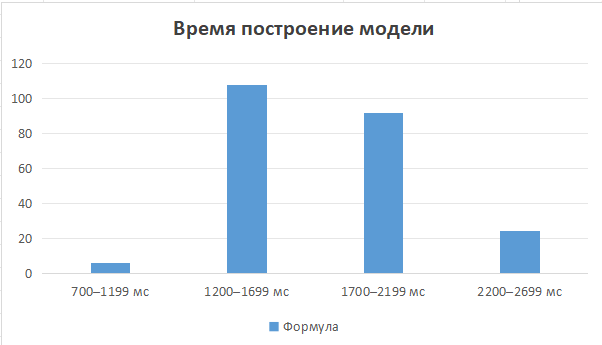 Время построение модели
120
100
80
60
40
20
0
700–1199 мс
1200–1699 мс
1700–2199 мс
2200–2699 мс
Формула